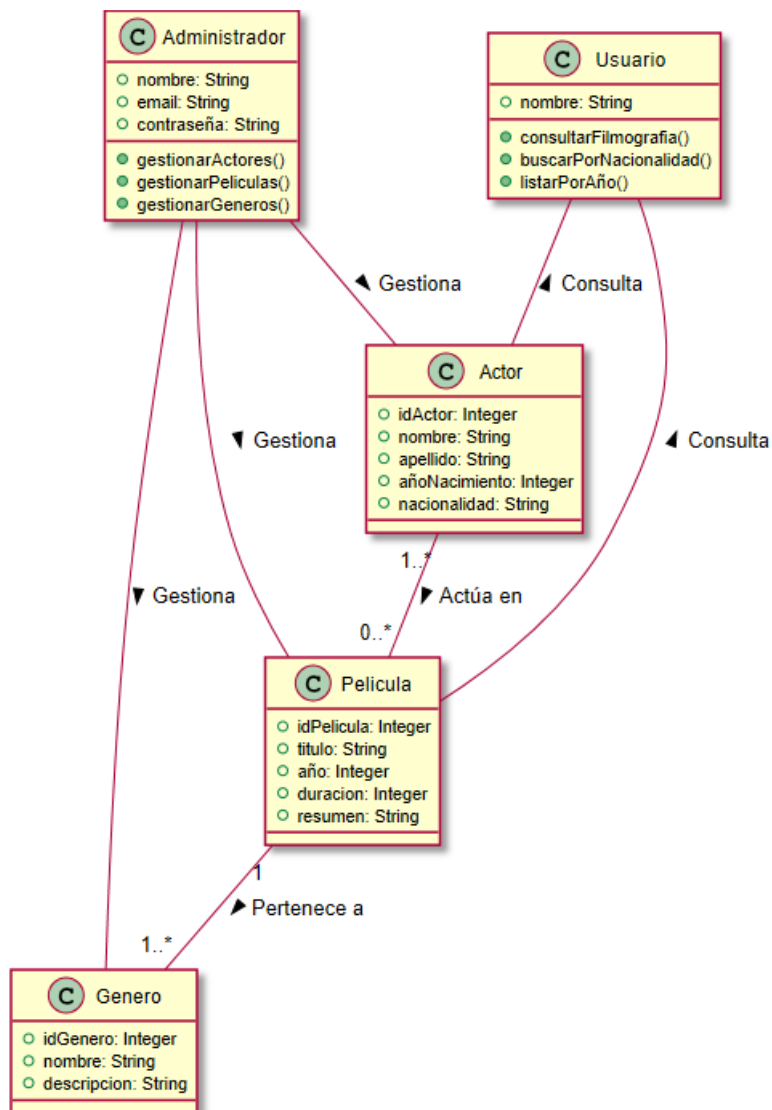 C Administrador
nombre: String
email: String
contraseña: String
gestionarActores()
gestionarPeliculas()
gestionarGeneros()
C Usuario
nombre: String
consultarFilmografia()
buscarPorNacionalidad()
listarPorAño()
Gestiona
Consulta
C Actor
idActor: Integer
nombre: String
apellido: String
añoNacimiento: Integer
nacionalidad: String
Gestiona
Consulta
1..*
Gestiona
Actúa en
0..*
C Pelicula
idPelicula: Integer
titulo: String
año: Integer
duracion: Integer
resumen: String
1
Pertenece a
1..*
C Genero
idGenero: Integer
nombre: String
descripcion: String